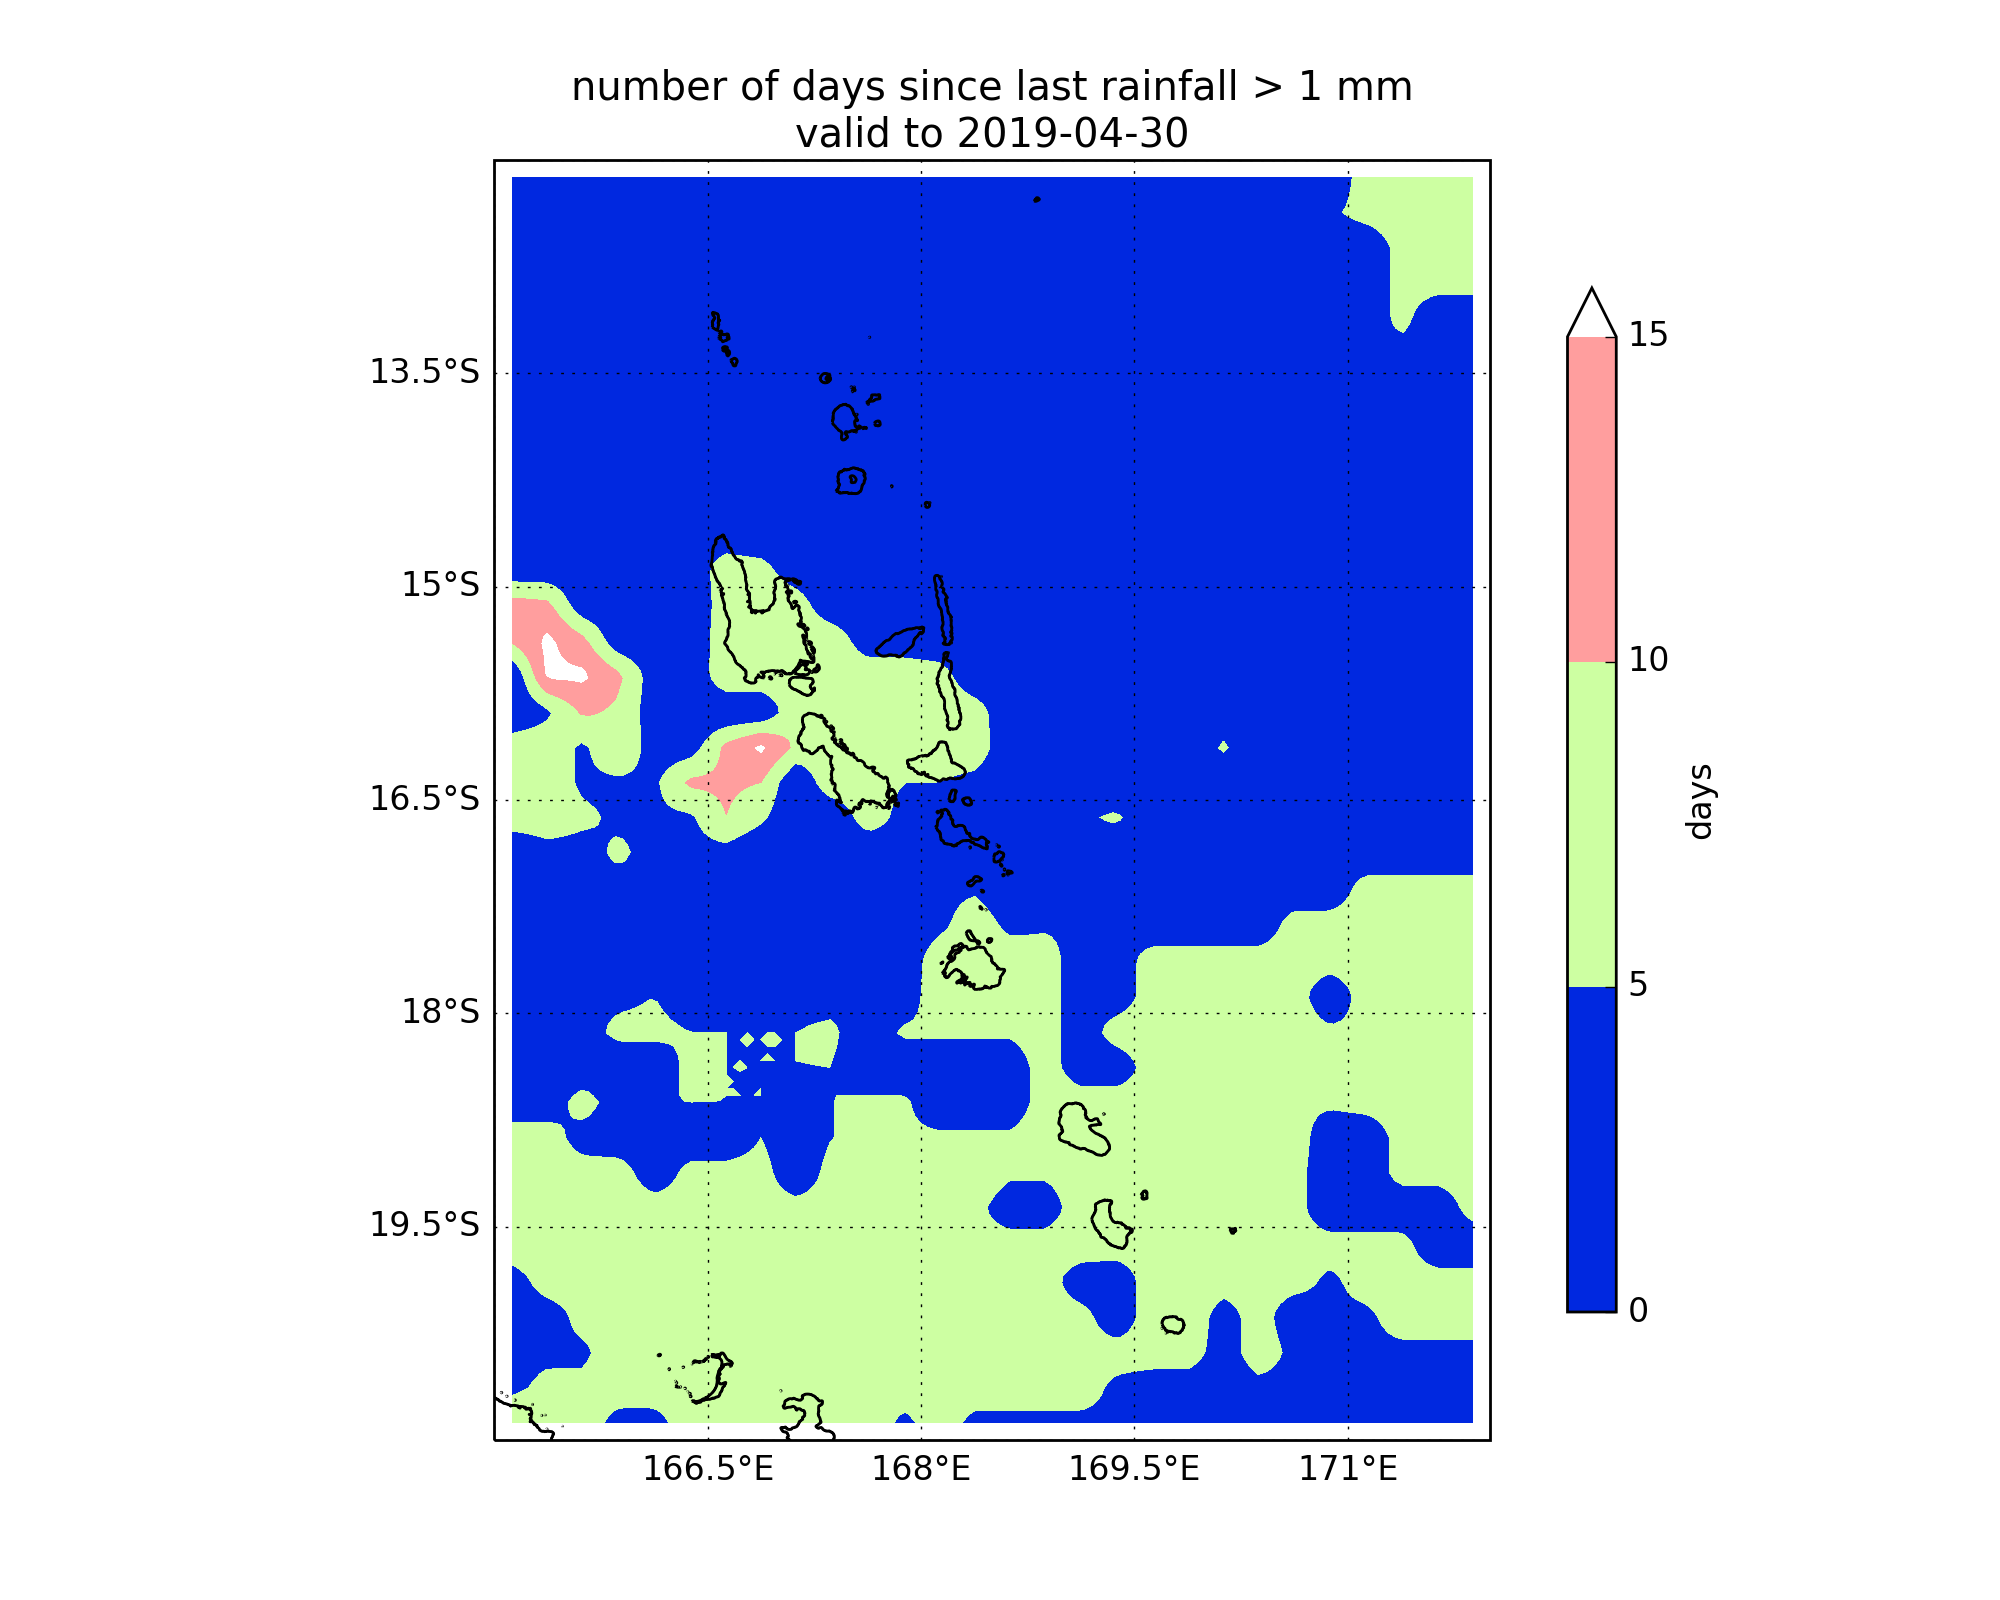 number of days since last rainfall > 1 mm
valid to 2019-04-30
13.5°S
15°S
16.5°S
18°S
19.5°S
166.5°E
168°E
169.5°E
171°E
15
10
5
0
days